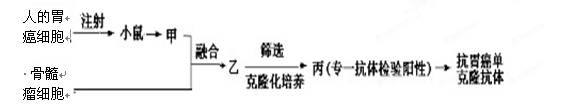 人的胃
癌细胞
注射
小鼠
甲
·骨髓
瘤细胞
融合
乙
筛选
克隆化培养
丙(专一抗体检验阳性)
抗胃癌单
克隆抗体